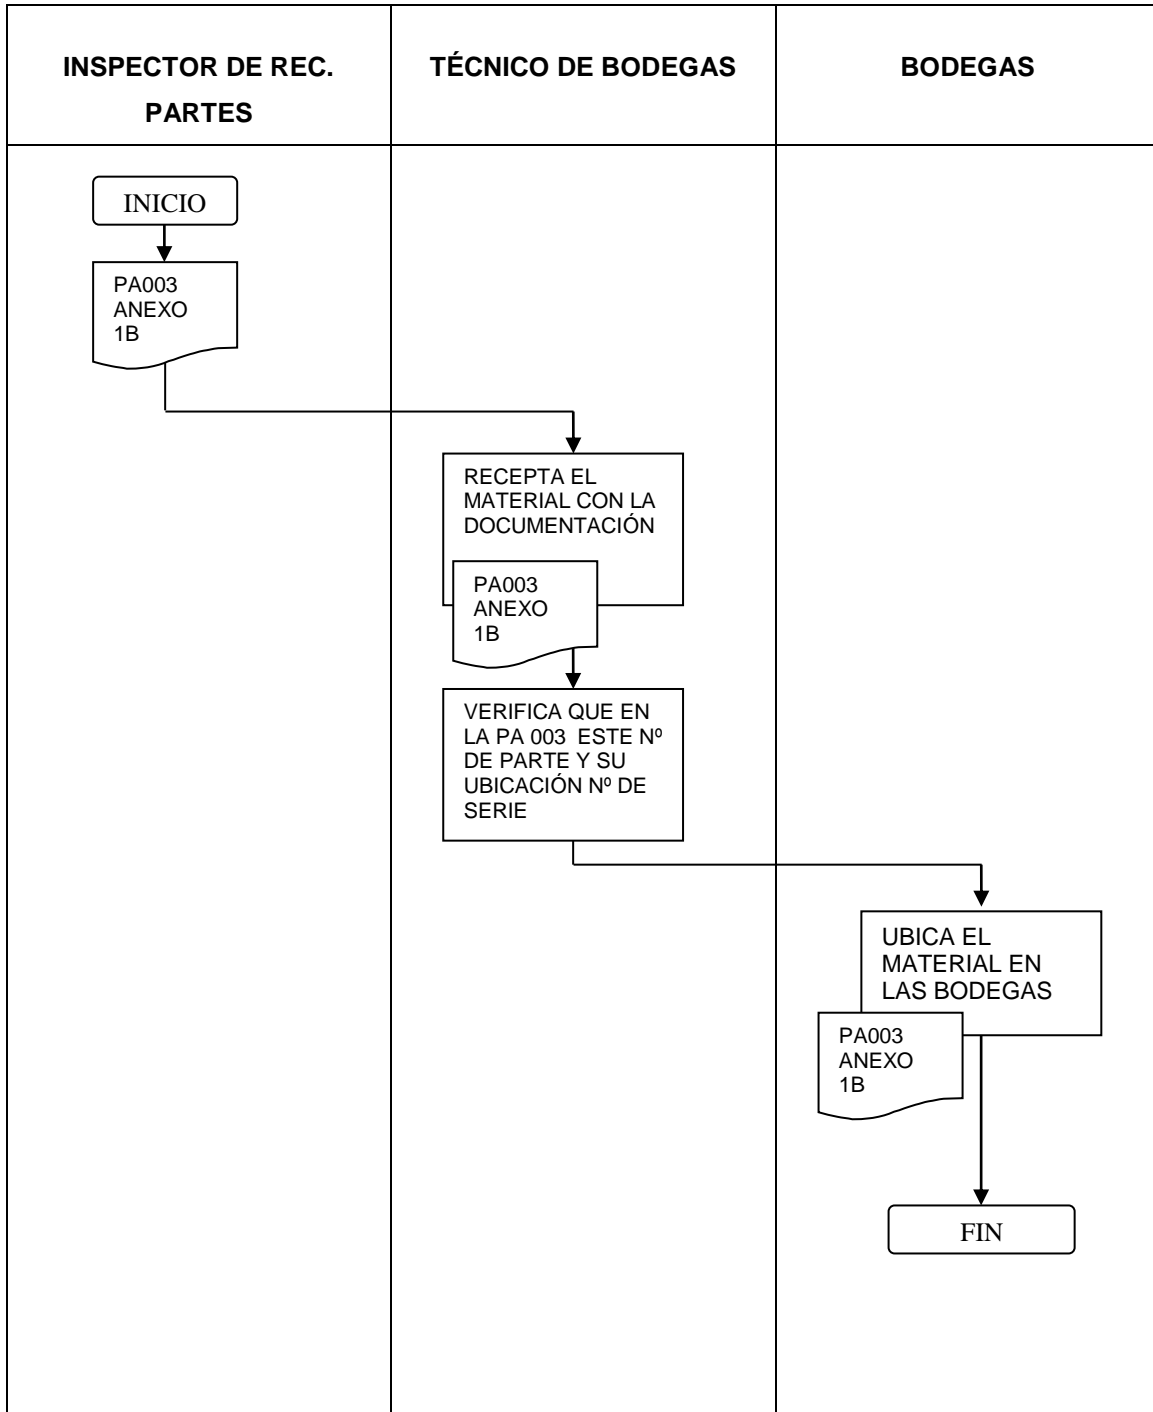 INSPECTOR DE REC.
PARTES
TÉCNICO DE BODEGAS
BODEGAS
INICIO
PA003
ANEXO
1B
RECEPTA EL
MATERIAL CON LA
DOCUMENTACIÓN
PA003
ANEXO
1B
VERIFICA QUE EN
LA PA 003  ESTE Nº
DE PARTE Y SU
UBICACIÓN Nº DE
SERIE
UBICA EL
MATERIAL EN
LAS BODEGAS
PA003
ANEXO
1B
FIN